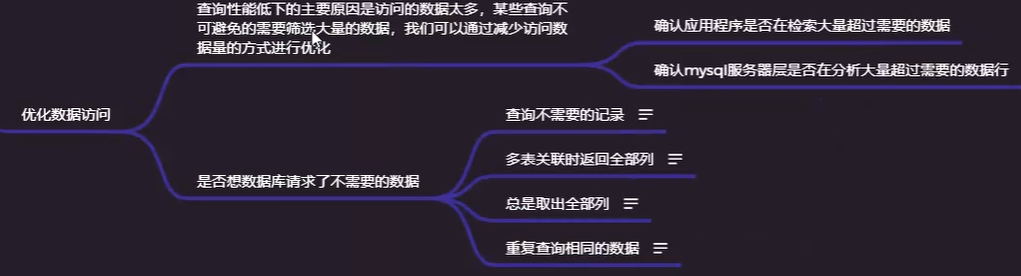 查询性能低下的主要原因是访问的数据太多，某些查询不
可避免的需要筛选大量的数据，我们可以通过减少访问数
据量的方式进行优化
确认应用程序是否在检索大量超过需要的数据
确认mysql服务器层是否在分析大量超过需要的数据行
优化数据访问
是否想数据库请求了不需要的数据
查询不需要的记录
多表关联时返回全部列
总是取出全部列
重复查询相同的数据